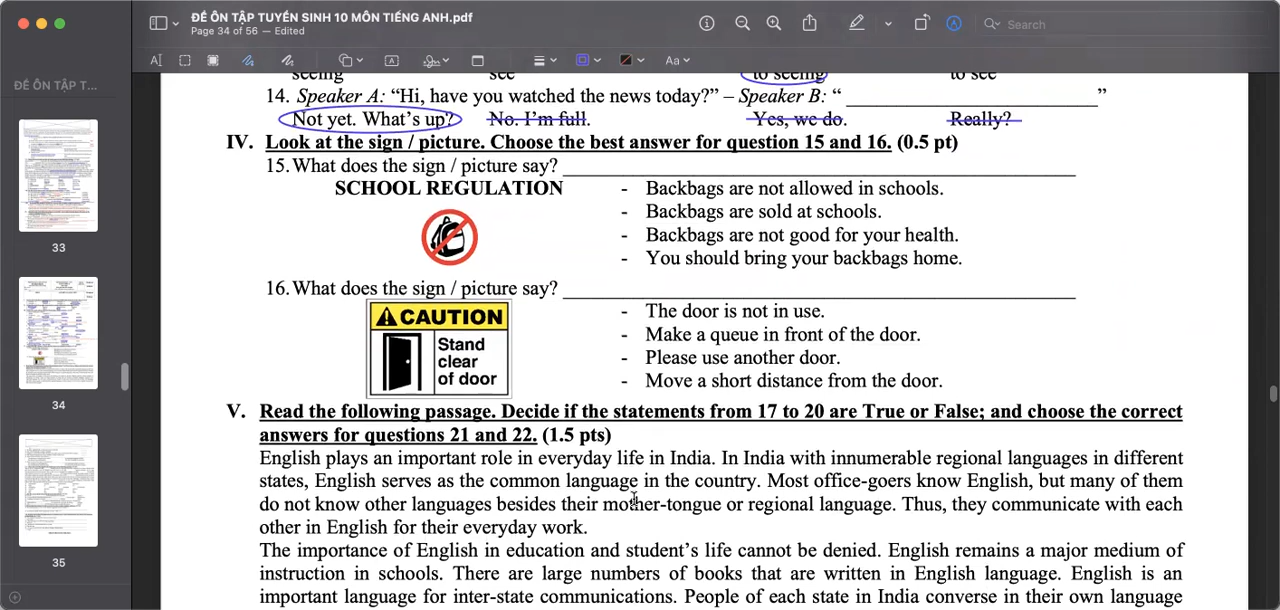 ĐỀ ÔN TẬP TUYỂN SINH 10 MÔN TIẾNG ANH.pdf
Page 34 of 56 — Edited
Search
Aa
ĐỀ ÔN TẬP T...
33
34
35
seeing see to seeing to see
14. Speaker A: “Hi, have you watched the news today?” – Speaker B: “ ____________________ ”
Not yet. What’s up? No. I’m full. Yes, we do. Really?
IV. Look at the sign / picture. Choose the best answer for question 15 and 16. (0.5 pt)
15. What does the sign / picture say? ____________________
SCHOOL REGULATION
- Backbags are not allowed in schools.
- Backbags are sold at schools.
- Backbags are not good for your health.
- You should bring your backbags home.
16. What does the sign / picture say? ____________________
CAUTION
Stand
clear
of door
- The door is not in use.
- Make a queue in front of the door.
- Please use another door.
- Move a short distance from the door.
V. Read the following passage. Decide if the statements from 17 to 20 are True or False; and choose the correct
answers for questions 21 and 22. (1.5 pts)
English plays an important role in everyday life in India. In India with innumerable regional languages in different
states, English serves as the common language in the country. Most office-goers know English, but many of them
do not know other languages besides their mother-tongue or regional language. Thus, they communicate with each
other in English for their everyday work.
The importance of English in education and student’s life cannot be denied. English remains a major medium of
instruction in schools. There are large numbers of books that are written in English language. English is an
important language for inter-state communications. People of each state in India converse in their own language